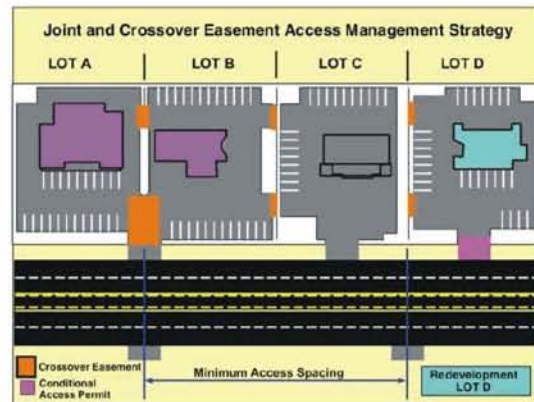 Joint and Crossover Easement Access Management Strategy
LOT A LOT B LOT C LOT D
Minimum Access Spacing
Crossover Easement
Conditional
Access Permit
Redevelopment
LOT D